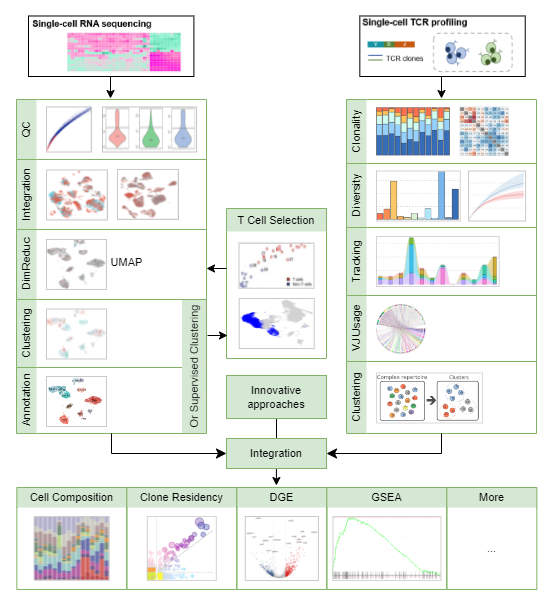 Single-cell RNA sequencing
Single-cell TCR profiling
V D J
TCR clones
QC
Integration
DimReduc
UMAP
Clustering
Annotation
Or Supervised Clustering
T Cell Selection
T cells
Non-T cells
Innovative
approaches
Integration
Clonality
Diversity
Tracking
VJ Usage
Clustering
Complex repertoire
Clusters
Cell Composition
Clone Residency
DGE
GSEA
More
...